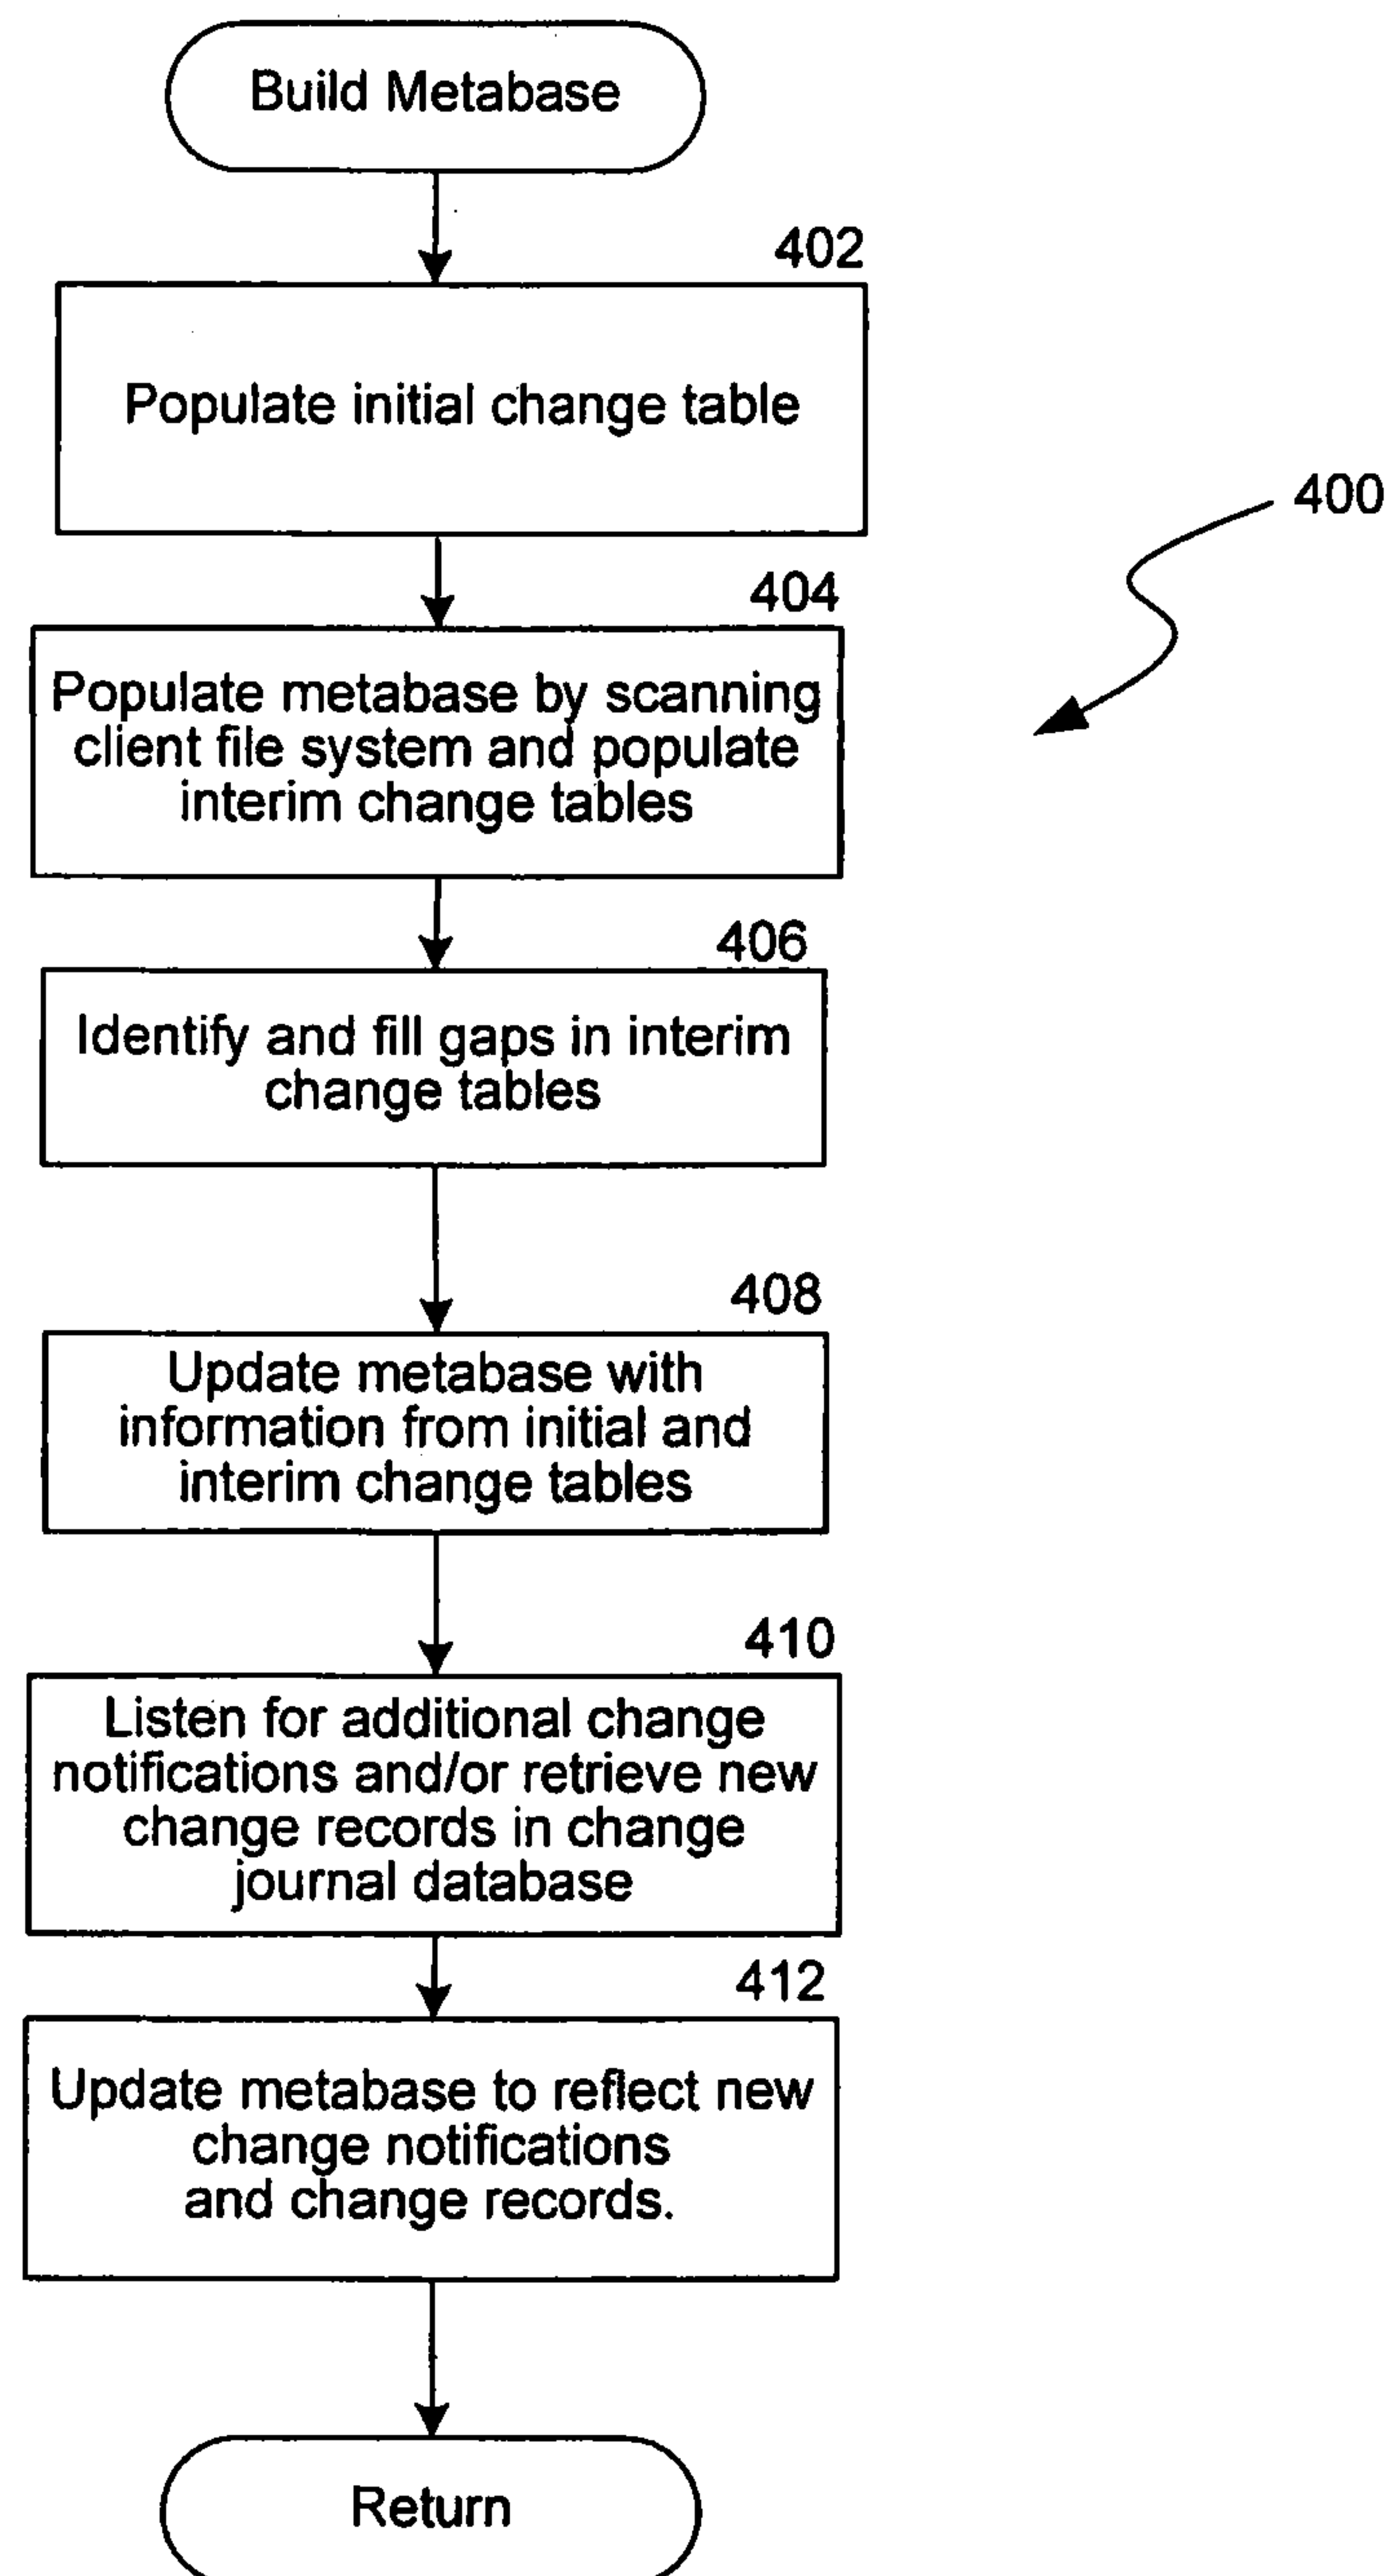 Build Metabase
402
Populate initial change table
400
404
Populate metabase by scanning
client file system and populate
interim change tables
406
Identify and fill gaps in interim
change tables
408
Update metabase with
information from initial and
interim change tables
410
Listen for additional change
notifications and/or retrieve new
change records in change
journal database
412
Update metabase to reflect new
change notifications
and change records.
Return